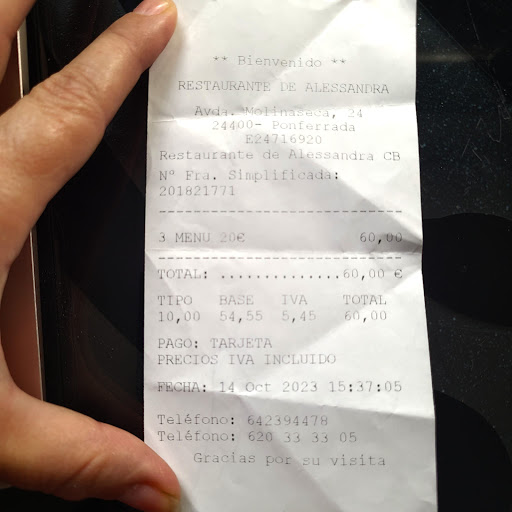 ** Bienvenido **
RESTAURANTE DE ALESSANDRA
Avda. Molinaseca, 24
24400- Ponferrada
E24716920
Restaurante de Alessandra CB
Nº Fra. Simplificada:
201821771
3 MENU 20€ 60,00
TOTAL: ..............60,00 €
TIPO BASE IVA TOTAL
10,00 54,55 5,45 60,00
PAGO: TARJETA
PRECIOS IVA INCLUIDO
FECHA: 14 Oct 2023 15:37:05
Teléfono: 642394478
Teléfono: 620 33 33 05
Gracias por su visita